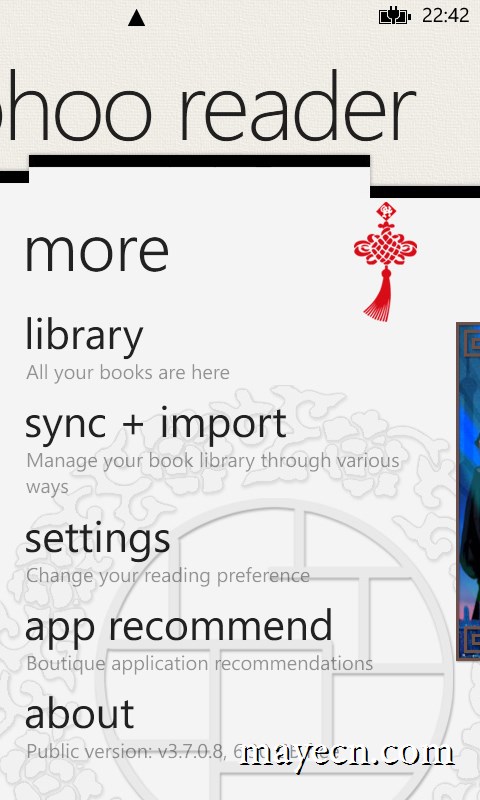 22:42
hoo reader
more
library
All your books are here
sync + import
Manage your book library through various
ways
settings
Change your reading preference
app recommend
Boutique application recommendations
about
Public version: v3.7.0.8,
mayecn.com